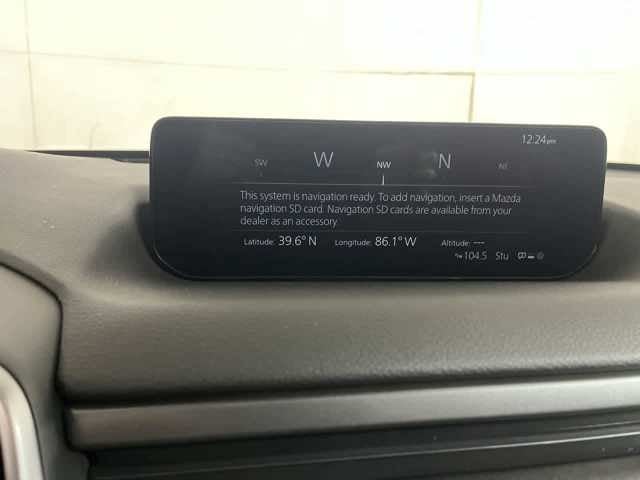 12:24pm
SW W NW N NE
This system is navigation ready. To add navigation, insert a Mazda
navigation SD card. Navigation SD cards are available from your
dealer as an accessory
Latitude: 39.6° N Longitude: 86.1° W Altitude: ---
104.5 Stu